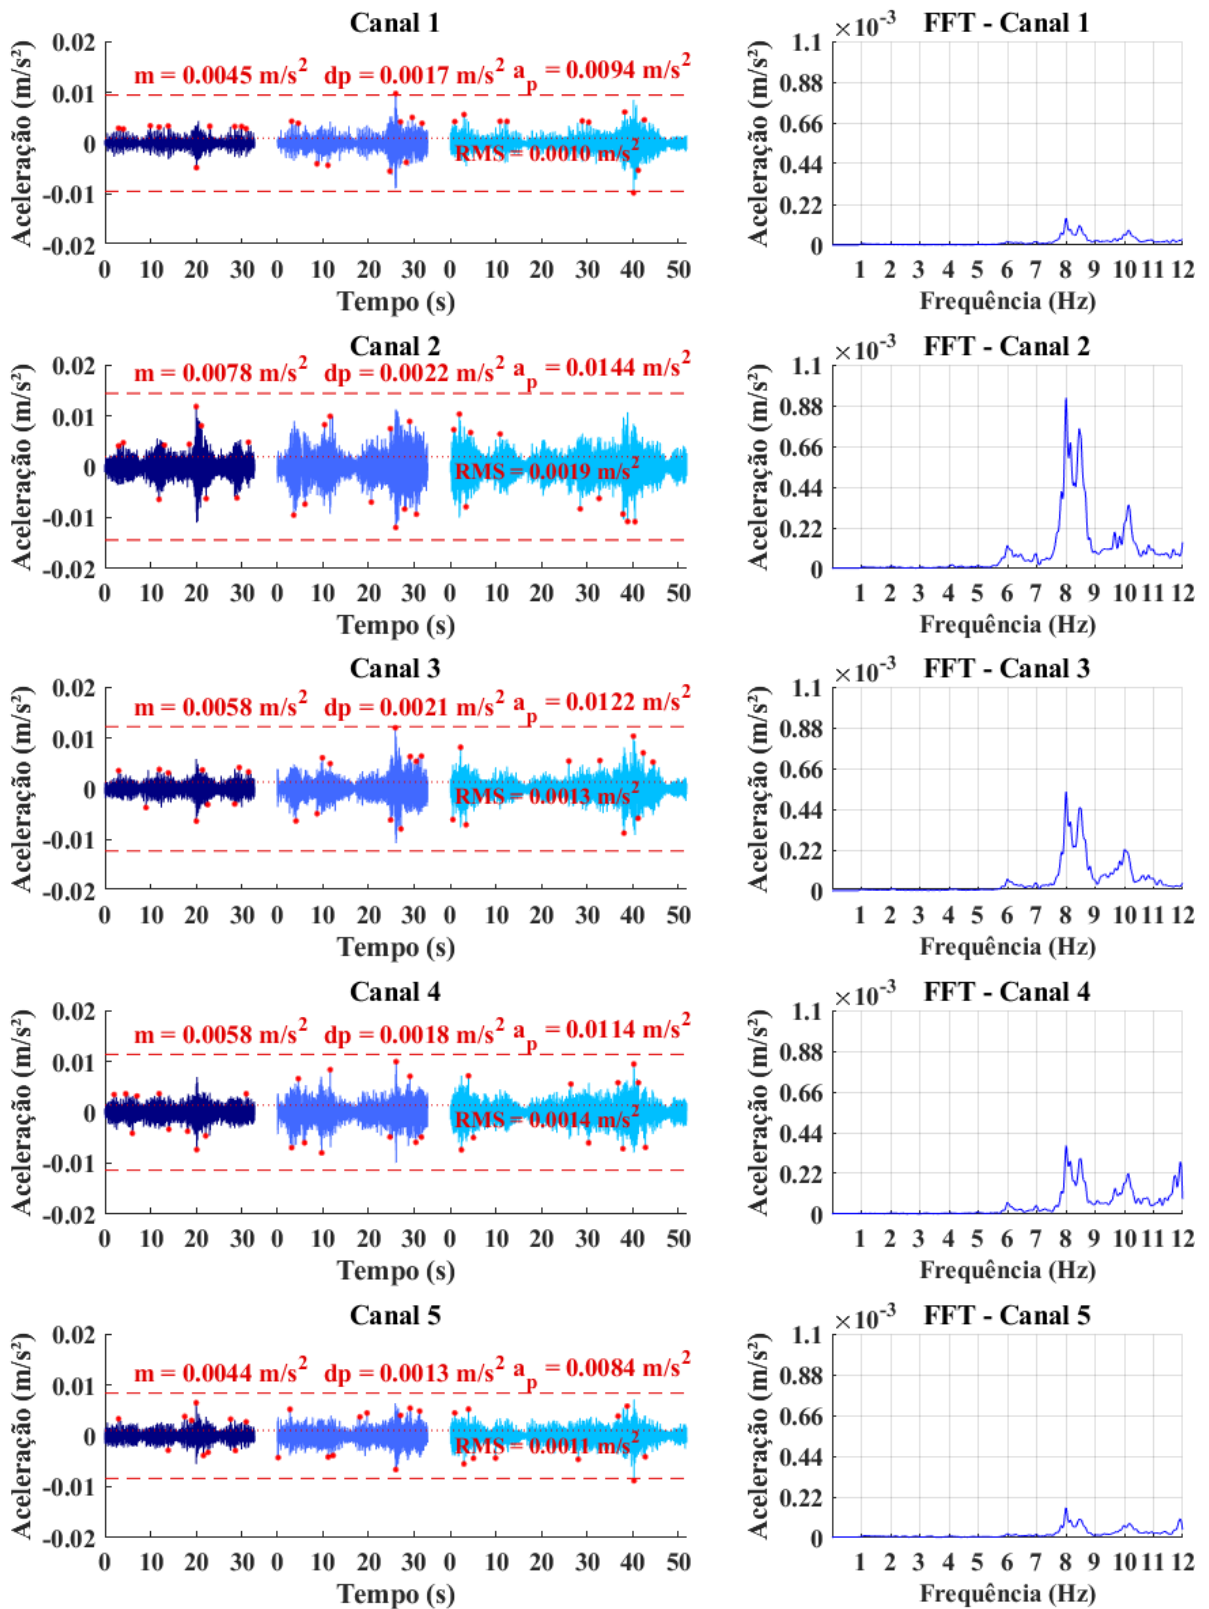 Canal 1
m = 0.0045 m/s² dp = 0.0017 m/s² aₚ = 0.0094 m/s²
RMS = 0.0010 m/s²
Aceleração (m/s²)
0.02
0.01
0
-0.01
-0.02
0 10 20 30 0 10 20 30 0 10 20 30 40 50
Tempo (s)
×10⁻³ FFT - Canal 1
Aceleração (m/s²)
1.1
0.88
0.66
0.44
0.22
0
1 2 3 4 5 6 7 8 9 10 11 12
Frequência (Hz)
Canal 2
m = 0.0078 m/s² dp = 0.0022 m/s² aₚ = 0.0144 m/s²
RMS = 0.0019 m/s²
Aceleração (m/s²)
0.02
0.01
0
-0.01
-0.02
0 10 20 30 0 10 20 30 0 10 20 30 40 50
Tempo (s)
×10⁻³ FFT - Canal 2
Aceleração (m/s²)
1.1
0.88
0.66
0.44
0.22
0
1 2 3 4 5 6 7 8 9 10 11 12
Frequência (Hz)
Canal 3
m = 0.0058 m/s² dp = 0.0021 m/s² aₚ = 0.0122 m/s²
RMS = 0.0013 m/s²
Aceleração (m/s²)
0.02
0.01
0
-0.01
-0.02
0 10 20 30 0 10 20 30 0 10 20 30 40 50
Tempo (s)
×10⁻³ FFT - Canal 3
Aceleração (m/s²)
1.1
0.88
0.66
0.44
0.22
0
1 2 3 4 5 6 7 8 9 10 11 12
Frequência (Hz)
Canal 4
m = 0.0058 m/s² dp = 0.0018 m/s² aₚ = 0.0114 m/s²
RMS = 0.0014 m/s²
Aceleração (m/s²)
0.02
0.01
0
-0.01
-0.02
0 10 20 30 0 10 20 30 0 10 20 30 40 50
Tempo (s)
×10⁻³ FFT - Canal 4
Aceleração (m/s²)
1.1
0.88
0.66
0.44
0.22
0
1 2 3 4 5 6 7 8 9 10 11 12
Frequência (Hz)
Canal 5
m = 0.0044 m/s² dp = 0.0013 m/s² aₚ = 0.0084 m/s²
RMS = 0.0011 m/s²
Aceleração (m/s²)
0.02
0.01
0
-0.01
-0.02
0 10 20 30 0 10 20 30 0 10 20 30 40 50
Tempo (s)
×10⁻³ FFT - Canal 5
Aceleração (m/s²)
1.1
0.88
0.66
0.44
0.22
0
1 2 3 4 5 6 7 8 9 10 11 12
Frequência (Hz)